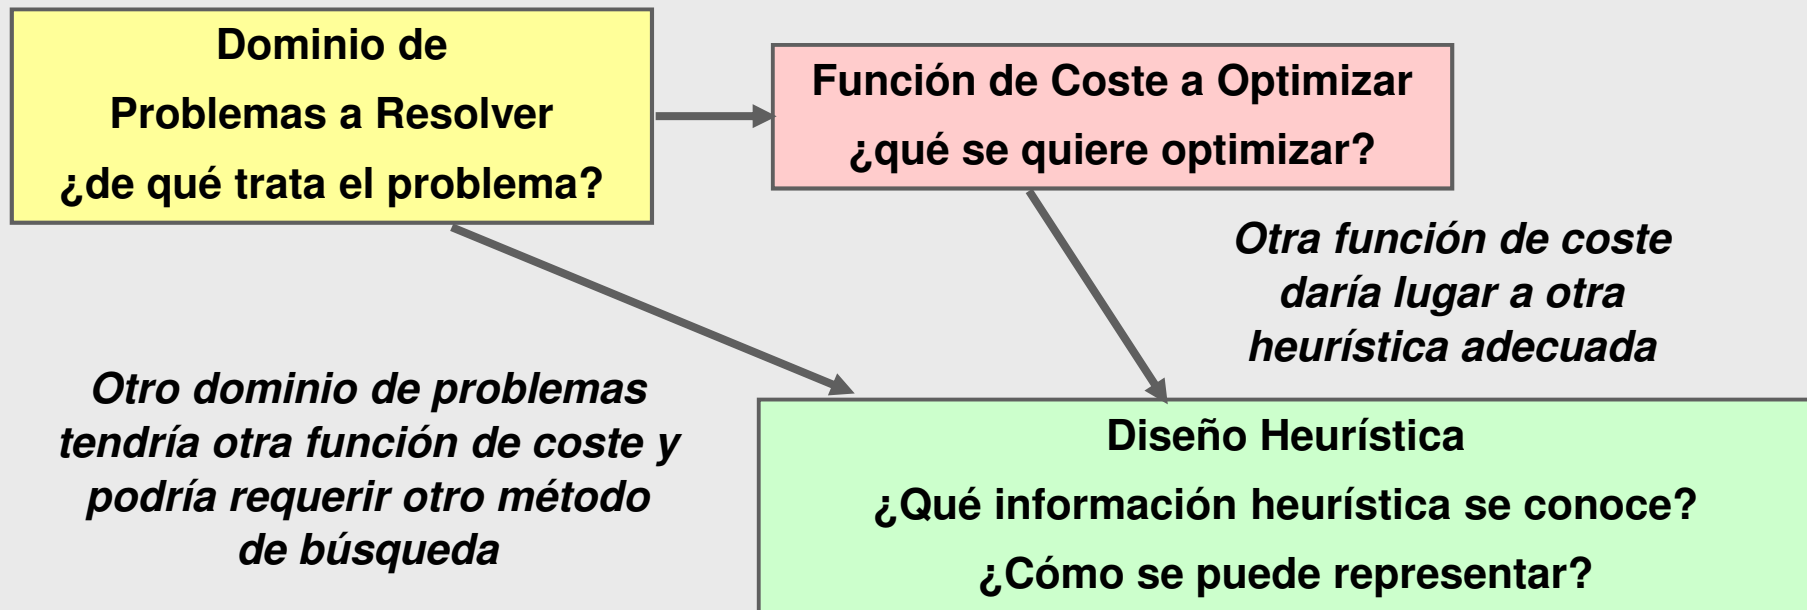 Dominio de
Problemas a Resolver
¿de qué trata el problema?
Función de Coste a Optimizar
¿qué se quiere optimizar?
Otra función de coste
daría lugar a otra
heurística adecuada
Otro dominio de problemas
tendría otra función de coste y
podría requerir otro método
de búsqueda
Diseño Heurística
¿Qué información heurística se conoce?
¿Cómo se puede representar?